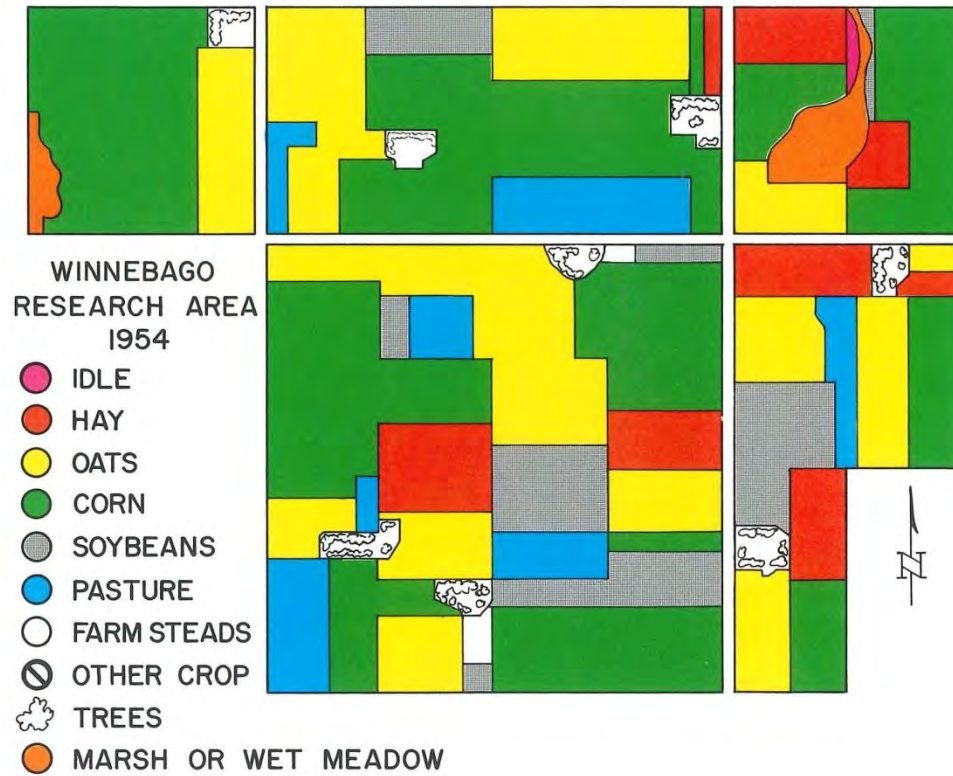 WINNEBAGO
RESEARCH AREA
1954
IDLE
HAY
OATS
CORN
SOYBEANS
PASTURE
FARM STEADS
OTHER CROP
TREES
MARSH OR WET MEADOW
N